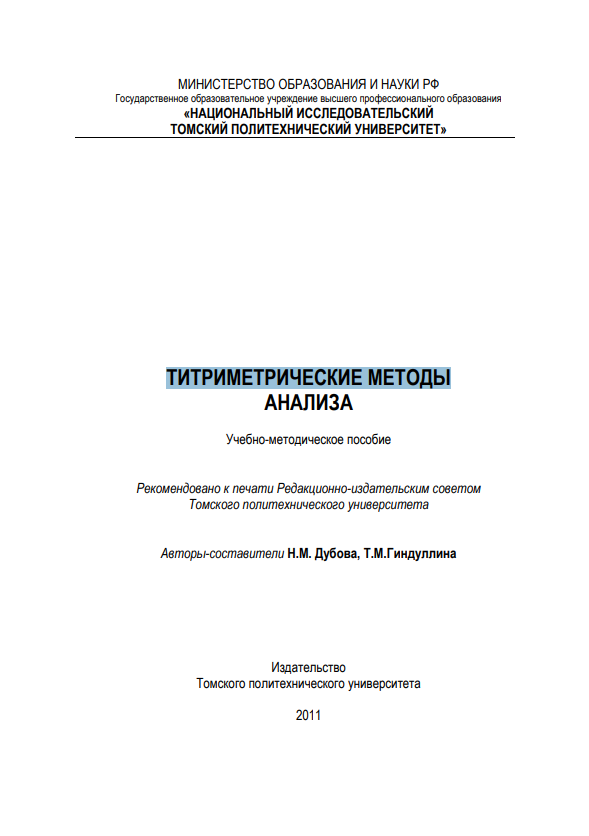 МИНИСТЕРСТВО ОБРАЗОВАНИЯ И НАУКИ РФ
Государственное образовательное учреждение высшего профессионального образования
«НАЦИОНАЛЬНЫЙ ИССЛЕДОВАТЕЛЬСКИЙ
ТОМСКИЙ ПОЛИТЕХНИЧЕСКИЙ УНИВЕРСИТЕТ»
ТИТРИМЕТРИЧЕСКИЕ МЕТОДЫ
АНАЛИЗА
Учебно-методическое пособие
Рекомендовано к печати Редакционно-издательским советом
Томского политехнического университета
Авторы-составители Н.М. Дубова, Т.М.Гиндуллина
Издательство
Томского политехнического университета
2011